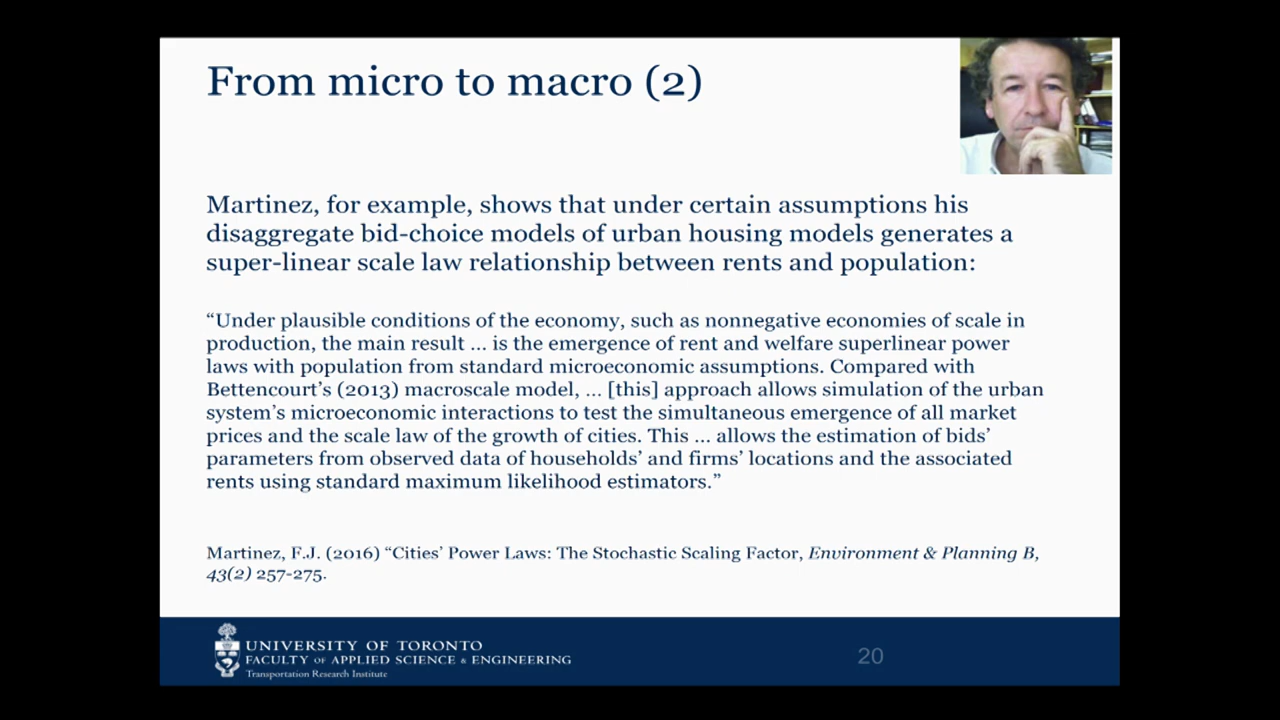 From micro to macro (2)
Martinez, for example, shows that under certain assumptions his
disaggregate bid-choice models of urban housing models generates a
super-linear scale law relationship between rents and population:
“Under plausible conditions of the economy, such as nonnegative economies of scale in
production, the main result ... is the emergence of rent and welfare superlinear power
laws with population from standard microeconomic assumptions. Compared with
Bettencourt’s (2013) macroscale model, ... [this] approach allows simulation of the urban
system’s microeconomic interactions to test the simultaneous emergence of all market
prices and the scale law of the growth of cities. This ... allows the estimation of bids’
parameters from observed data of households’ and firms’ locations and the associated
rents using standard maximum likelihood estimators.”
Martinez, F.J. (2016) “Cities’ Power Laws: The Stochastic Scaling Factor, Environment & Planning B,
43(2) 257-275.
UNIVERSITY OF TORONTO
FACULTY OF APPLIED SCIENCE & ENGINEERING
Transportation Research Institute
20